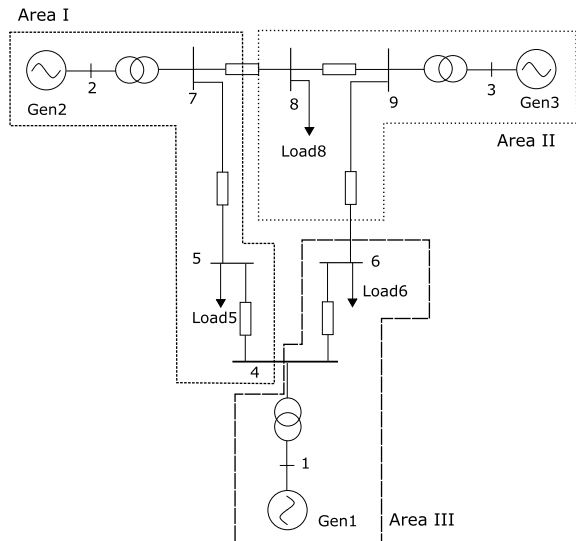 Area I
Gen2
2
7
8
9
3
Gen3
Load8
Area II
5
6
Load5
Load6
4
1
Gen1
Area III